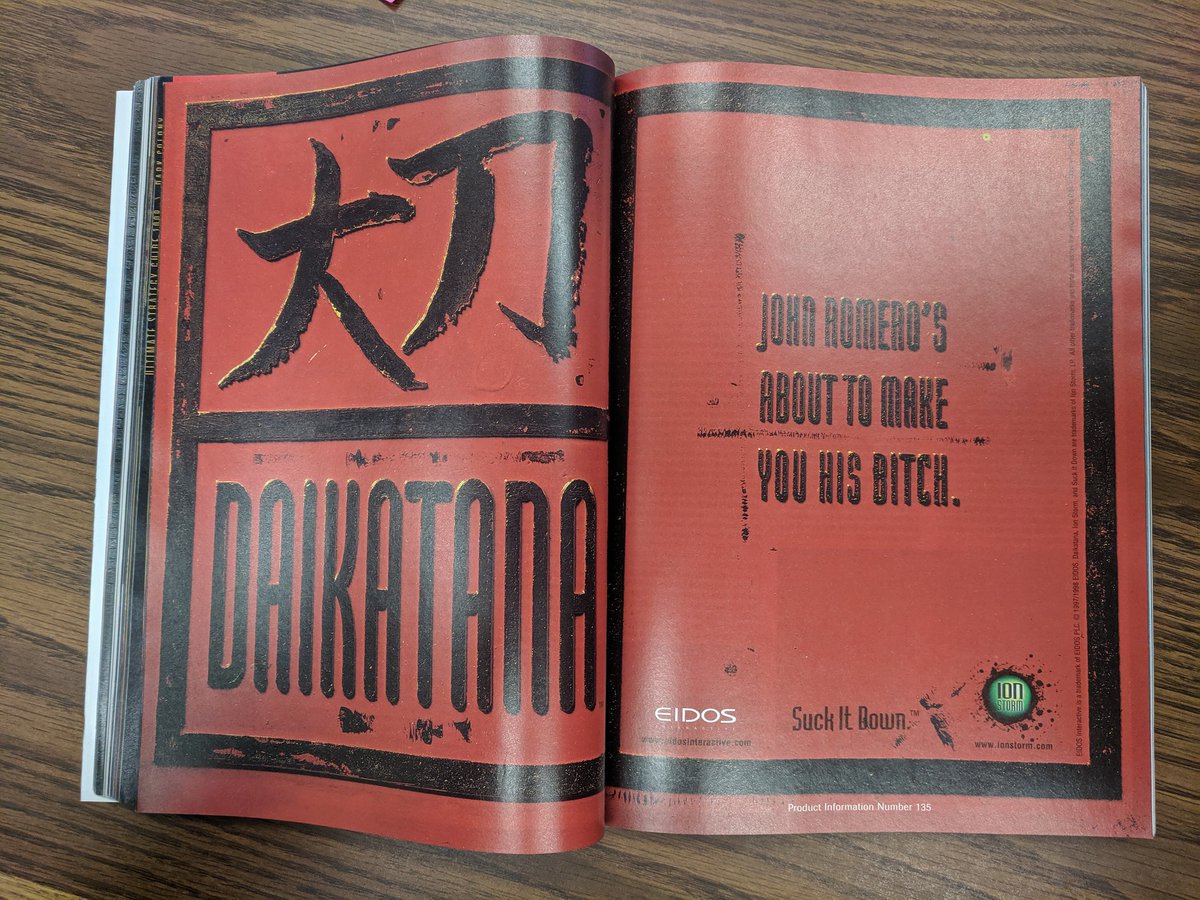 大刀
DAIKATANA
JOHN ROMERO'S
ABOUT TO MAKE
YOU HIS BITCH.
EIDOS
www.eidosinteractive.com
Suck It Down.™
ION
STORM
www.ionstorm.com
Product Information Number 135